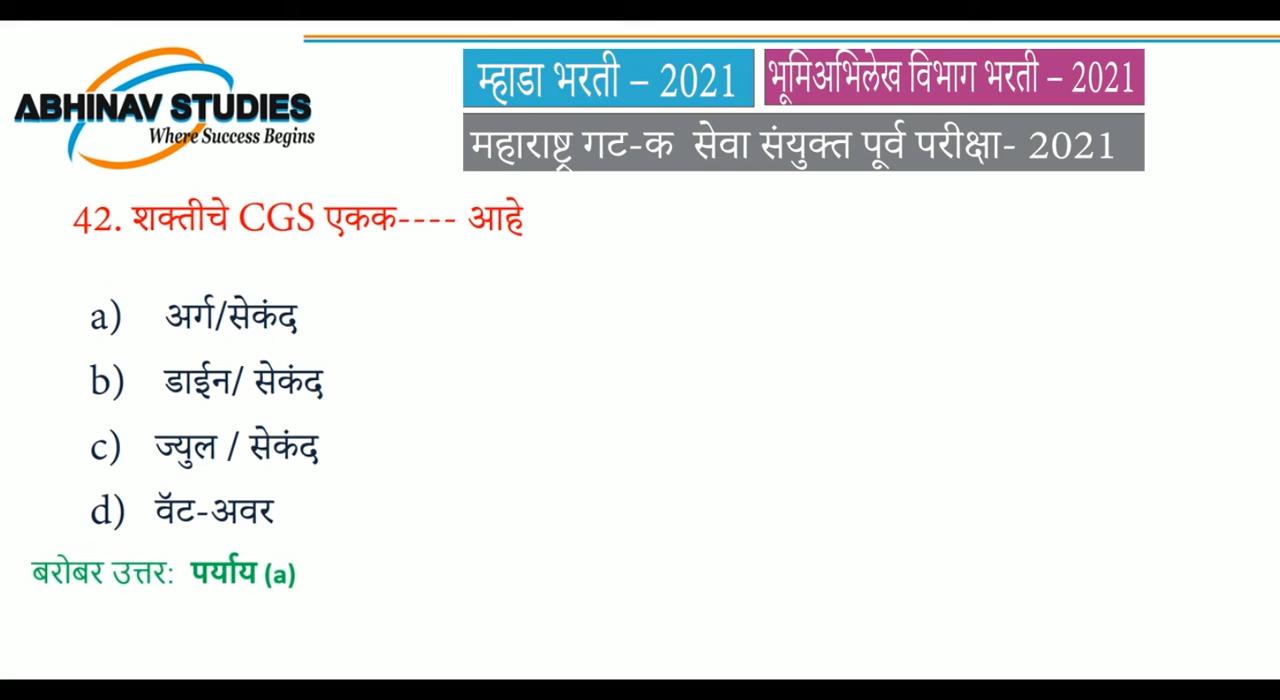 ABHINAV STUDIES
Where Success Begins
म्हाडा भरती – 2021
भूमिअभिलेख विभाग भरती – 2021
महाराष्ट्र गट-क सेवा संयुक्त पूर्व परीक्षा- 2021
42. शक्तीचे CGS एकक---- आहे
a) अर्ग/सेकंद
b) डाईन/ सेकंद
c) ज्युल / सेकंद
d) वॅट-अवर
बरोबर उत्तर: पर्याय (a)